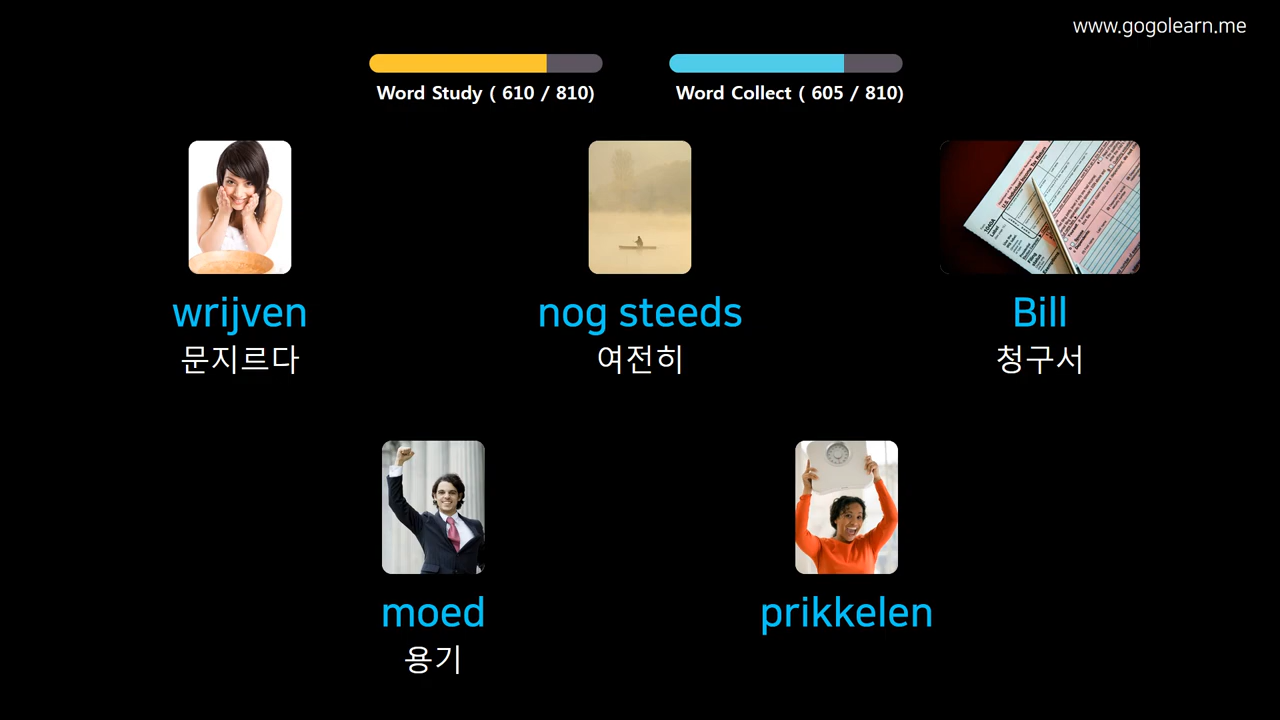 www.gogolearn.me
Word Study ( 610 / 810)
Word Collect ( 605 / 810)
wrijven
문지르다
nog steeds
여전히
Bill
청구서
moed
용기
prikkelen